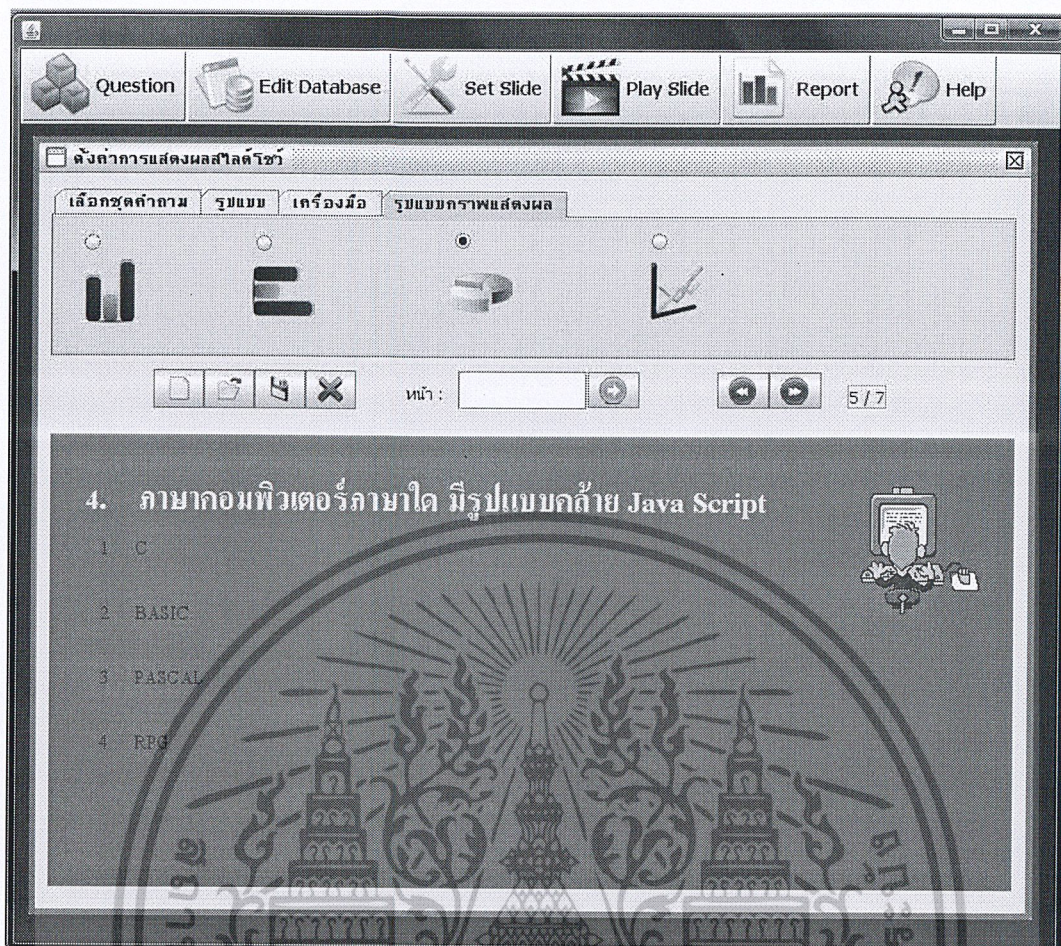 Question Edit Database Set Slide Play Slide Report Help
ตั้งค่าการแสดงผลสไลด์โชว์
เลือกชุดคำถาม รูปแบบ เครื่องมือ รูปแบบกราฟแสดงผล
หน้า : 5 / 7
4. ภาษาคอมพิวเตอร์ภาษาใด มีรูปแบบคล้าย Java Script
1 C
2 BASIC
3 PASCAL
4 RPG